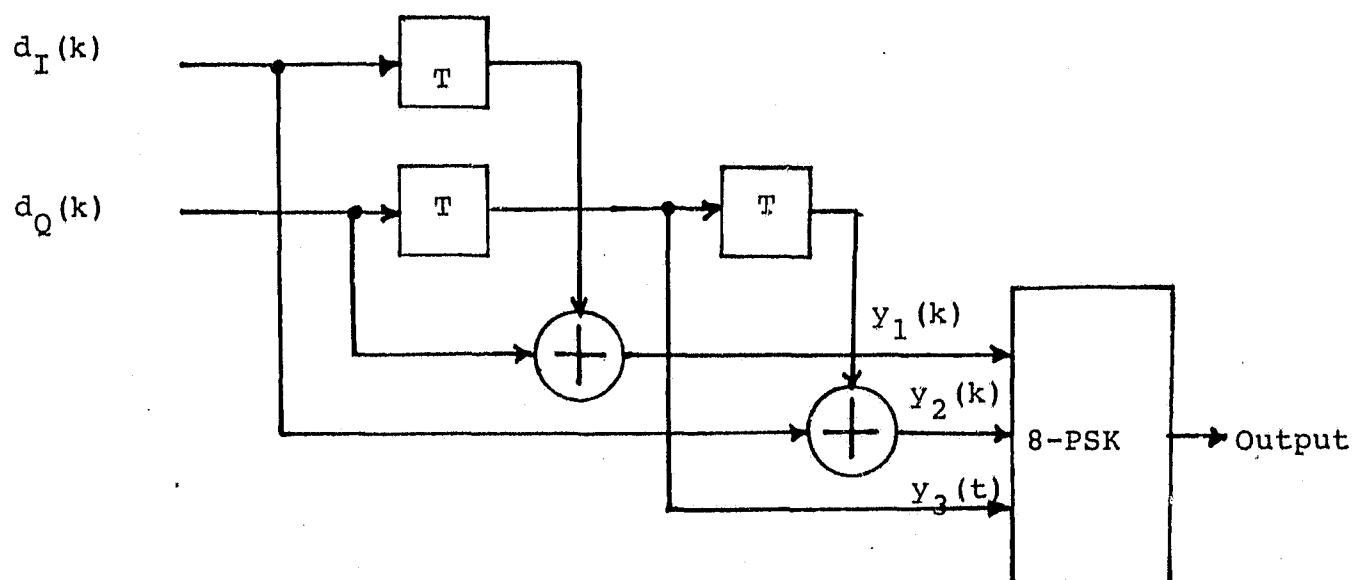 d_I(k)
T
d_Q(k)
T
T
y_1(k)
y_2(k)
8-PSK
Output
y_3(t)